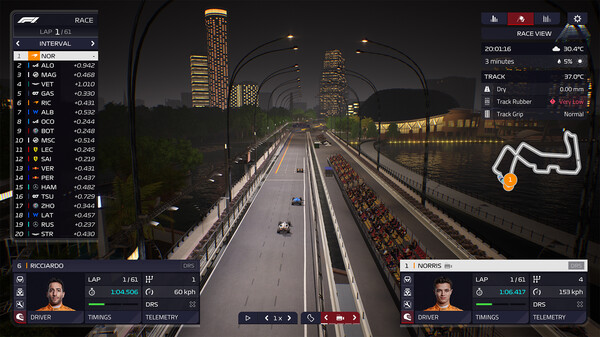 F1 RACE
LAP 1/61
INTERVAL
1 NOR -
2 ALO +0.942
3 MAG +0.468
4 VET +1.010
5 GAS +0.330
6 RIC +0.431
7 ALB +0.532
8 OCO +0.244
9 BOT +0.248
10 MSC +0.514
11 LEC +0.245
12 SAI +0.219
13 VER +0.431
14 PER +0.437
15 HAM +0.482
16 TSU +0.729
17 ZHO +0.344
18 LAT +0.457
19 RUS +0.237
20 STR +0.430
RACE VIEW
20:01:16 30.4°C
3 minutes 5%
TRACK 37.0°C
Dry 0.00 mm
Track Rubber Very Low
Track Grip Normal
1
6 RICCIARDO DRS
LAP 1/61 1
1:04.506 60 kph
DRS
DRIVER TIMINGS TELEMETRY
1x
1 NORRIS
LAP 1/61 4
1:06.417 153 kph
DRS
DRIVER TIMINGS TELEMETRY